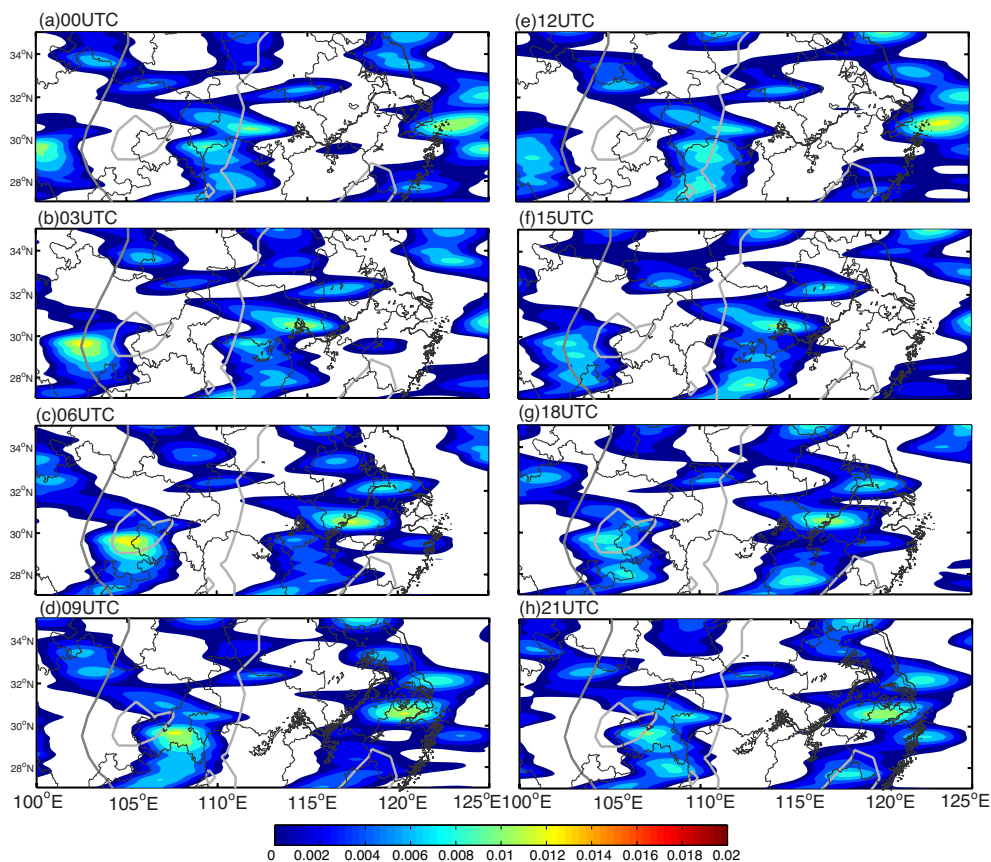 (a)00UTC
(e)12UTC
34°N
32°N
30°N
28°N
(b)03UTC
(f)15UTC
34°N
32°N
30°N
28°N
(c)06UTC
(g)18UTC
34°N
32°N
30°N
28°N
(d)09UTC
(h)21UTC
34°N
32°N
30°N
28°N
100°E 105°E 110°E 115°E 120°E 125°E 100°E 105°E 110°E 115°E 120°E 125°E
0 0.002 0.004 0.006 0.008 0.01 0.012 0.014 0.016 0.018 0.02